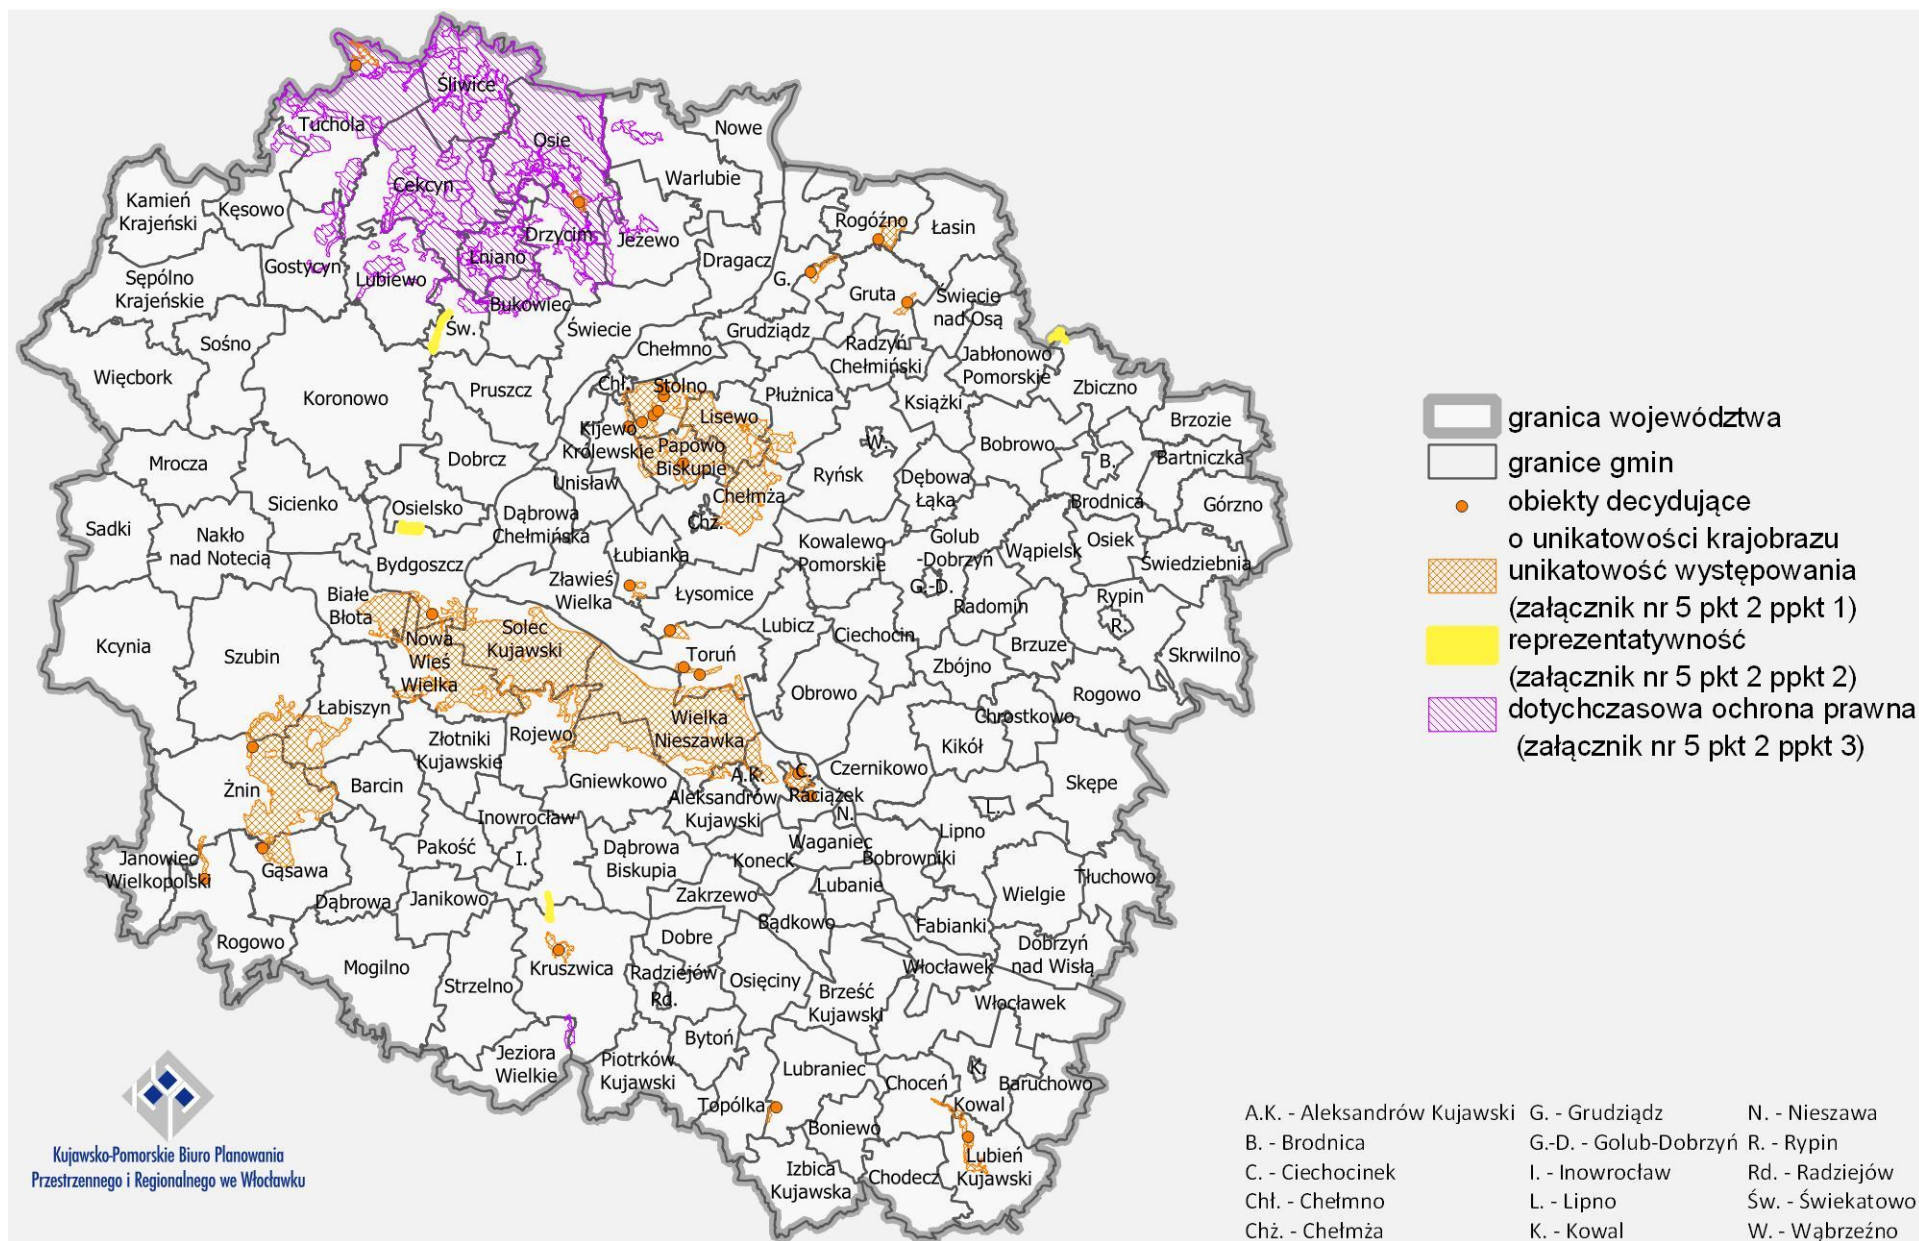 Śliwice
Tuchola
Nowe
Osie
Warlubie
Cekcyn
Kamień
Krajeński
Kęsowo
Rogóźno
Łasin
Drzycim
Jeżewo
Lniano
Dragacz
Gostycyn
Sępólno
Krajeńskie
Lubiewo
G.
Gruta
Świecie
nad Osą
Bukowiec
Św.
Świecie
Grudziądz
Sośno
Chełmno
Radzyń
Chełmiński
Jabłonowo
Pomorskie
Więcbork
Koronowo
Pruszcz
Chł.
Stolno
Płużnica
Zbiczno
Książki
Lisewo
Brzozie
Kijewo
Królewskie
Papowo
Biskupie
W.
Bobrowo
B.
Bartniczka
Mrocza
Dobrcz
Unisław
Ryńsk
Dębowa
Łąka
Chełmża
Brodnica
Górzno
Sicienko
Osielsko
Dąbrowa
Chełmińska
Chż.
Sadki
Nakło
nad Notecią
Kowalewo
Pomorskie
Golub
-Dobrzyń
Wąpielsk
Osiek
Świedziebnia
Bydgoszcz
Łubianka
Zławieś
Wielka
Łysomice
G.-D.
Białe
Błota
Radomin
Rypin
R.
Kcynia
Szubin
Nowa
Wieś
Wielka
Solec
Kujawski
Lubicz
Ciechocin
Brzuze
Skrwilno
Toruń
Zbójno
Obrowo
Rogowo
Łabiszyn
Wielka
Nieszawka
Chrostkowo
Złotniki
Kujawskie
Rojewo
Kikół
Czernikowo
Skępe
Żnin
Barcin
Gniewkowo
A.K.
C.
Aleksandrów
Kujawski
Raciążek
N.
L.
Inowrocław
Lipno
Janowiec
Wielkopolski
Gąsawa
Pakość
I.
Dąbrowa
Biskupia
Koneck
Waganiec
Bobrowniki
Wielgie
Tłuchowo
Dąbrowa
Janikowo
Zakrzewo
Lubanie
Bądkowo
Fabianki
Rogowo
Dobre
Dobrzyń
nad Wisłą
Mogilno
Kruszwica
Radziejów
Osięciny
Włocławek
Strzelno
Rd.
Brześć
Kujawski
Włocławek
Jeziora
Wielkie
Bytoń
Piotrków
Kujawski
Lubraniec
Choceń
K.
Baruchowo
Kowal
Topólka
Boniewo
Izbica
Kujawska
Chodecz
Lubień
Kujawski
granica województwa
granice gmin
obiekty decydujące
o unikatowości krajobrazu
unikatowość występowania
(załącznik nr 5 pkt 2 ppkt 1)
reprezentatywność
(załącznik nr 5 pkt 2 ppkt 2)
dotychczasowa ochrona prawna
(załącznik nr 5 pkt 2 ppkt 3)
Kujawsko-Pomorskie Biuro Planowania
Przestrzennego i Regionalnego we Włocławku
A.K. - Aleksandrów Kujawski
B. - Brodnica
C. - Ciechocinek
Chł. - Chełmno
Chż. - Chełmża
G. - Grudziądz
G.-D. - Golub-Dobrzyń
I. - Inowrocław
L. - Lipno
K. - Kowal
N. - Nieszawa
R. - Rypin
Rd. - Radziejów
Św. - Świekatowo
W. - Wąbrzeźno